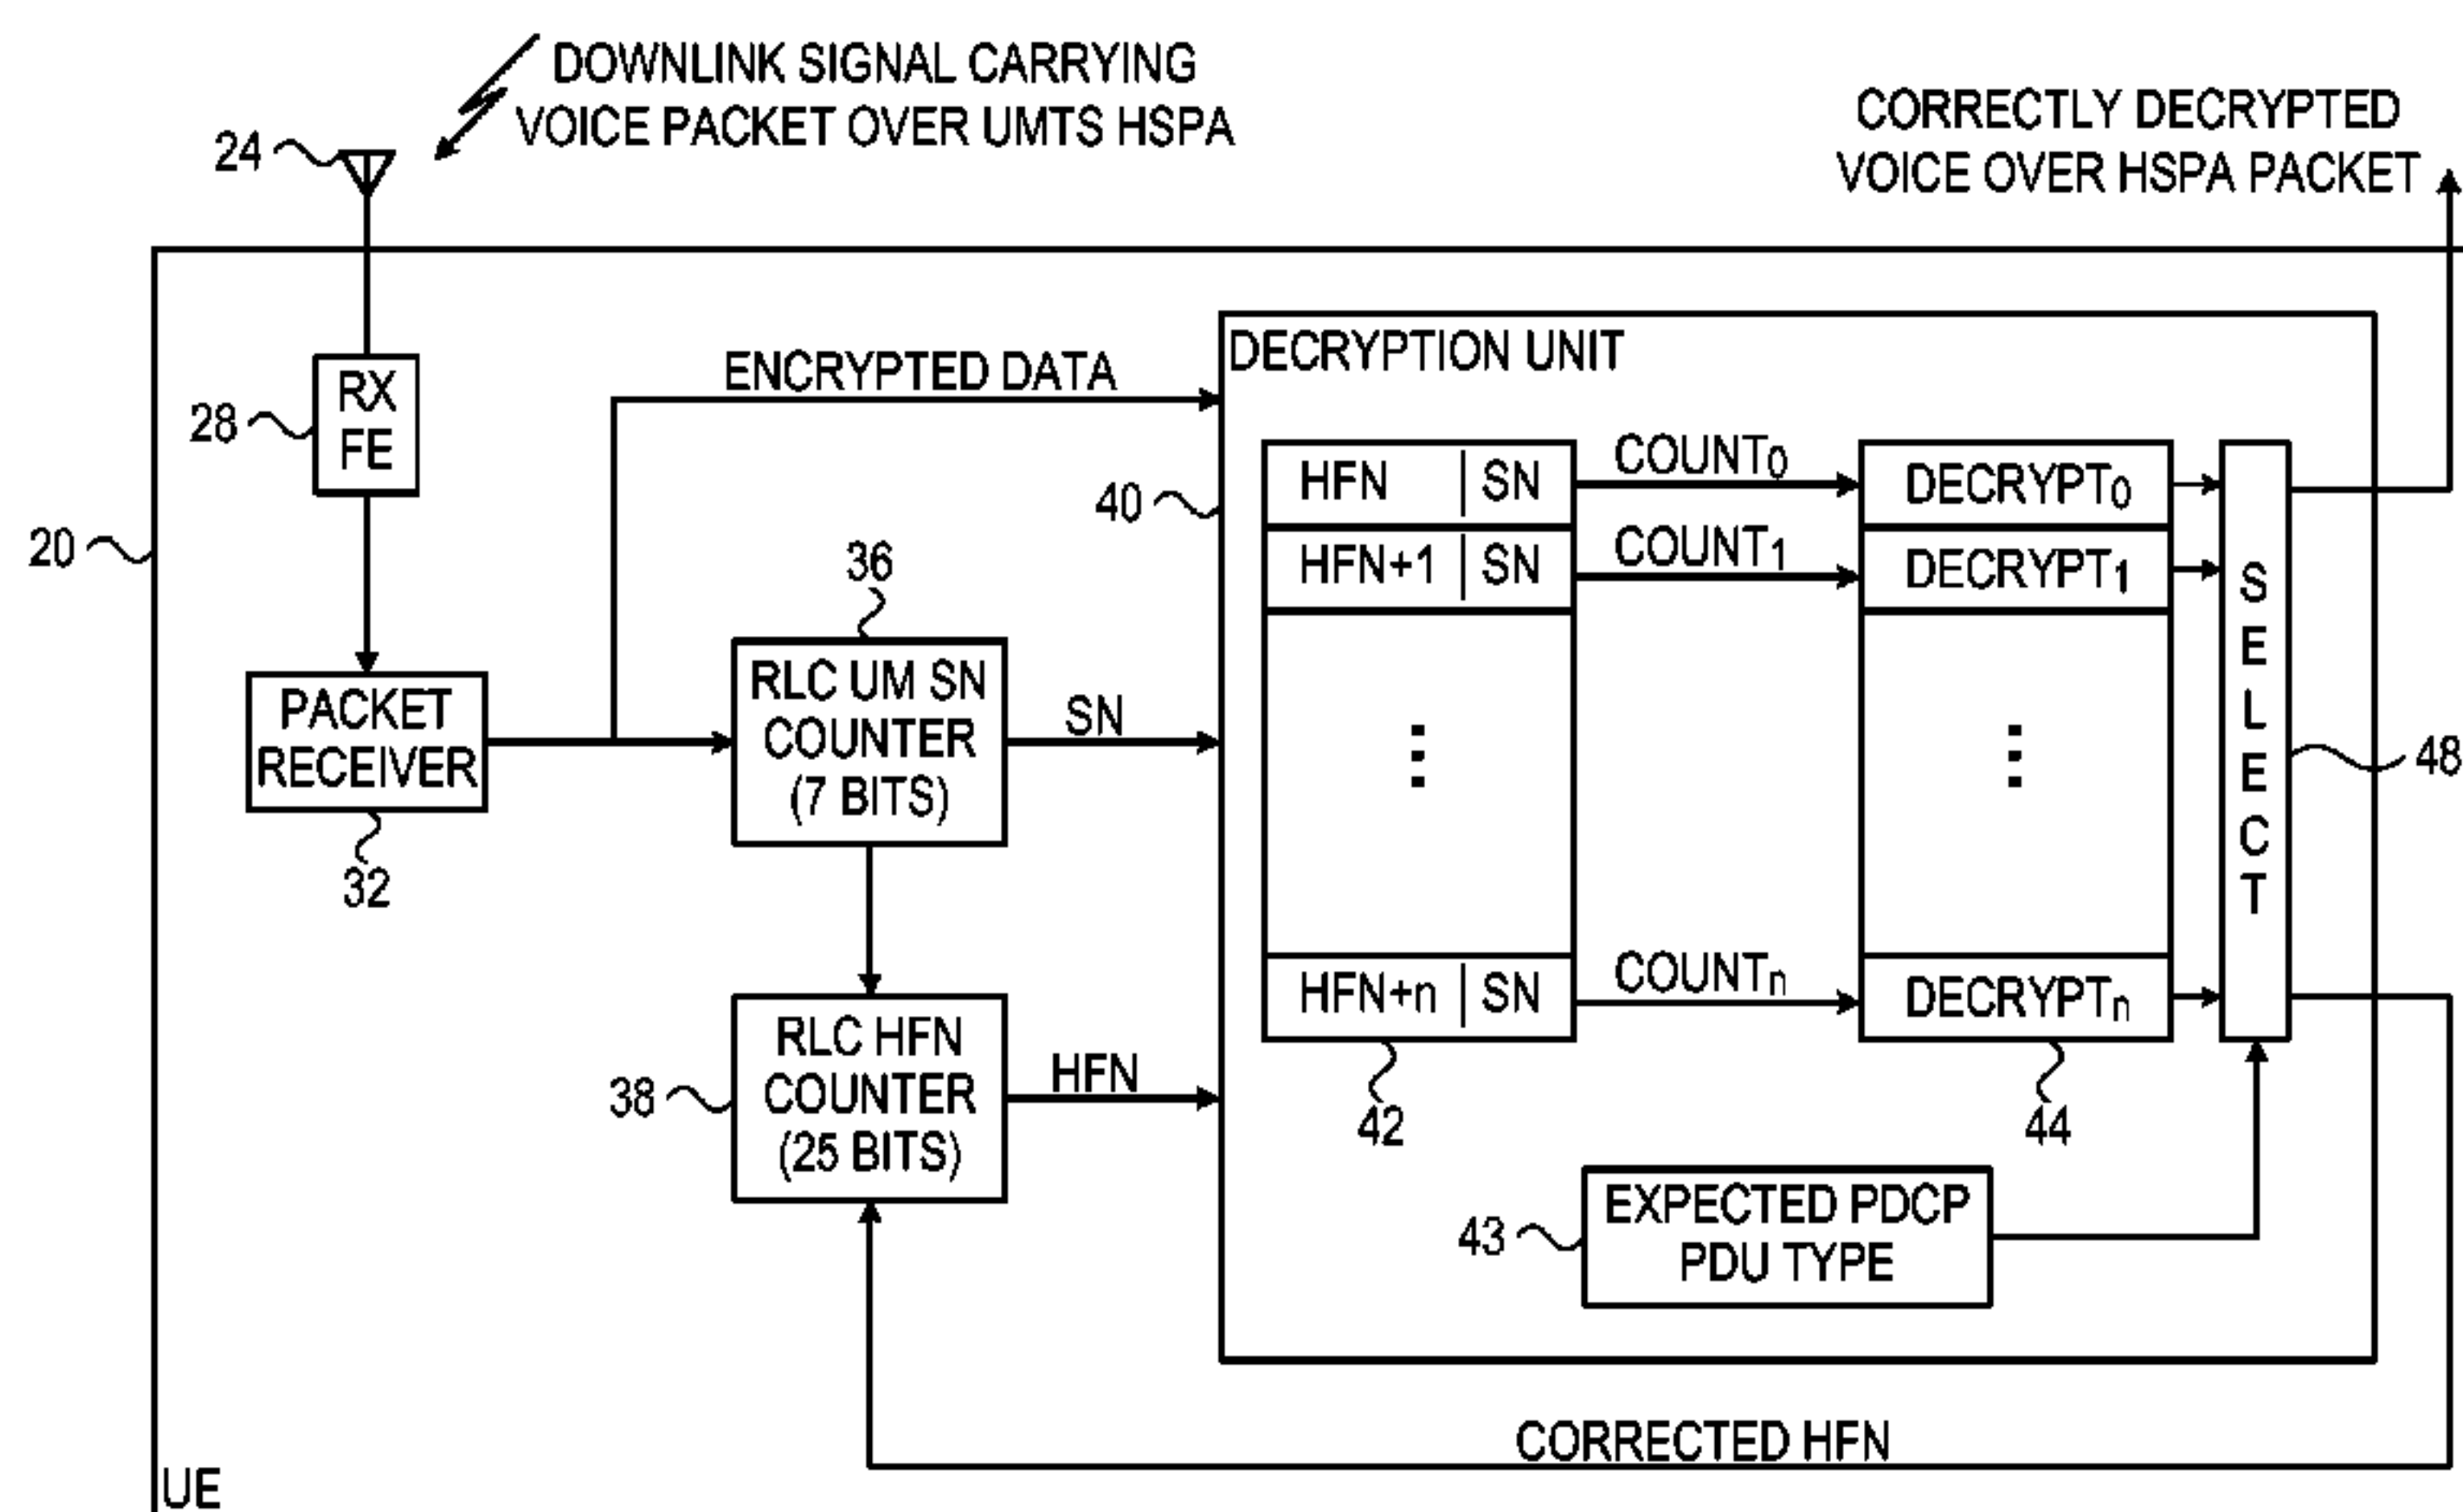 DOWNLINK SIGNAL CARRYING
VOICE PACKET OVER UMTS HSPA
CORRECTLY DECRYPTED
VOICE OVER HSPA PACKET
24
RX
FE
28
20
PACKET
RECEIVER
32
ENCRYPTED DATA
36
RLC UM SN
COUNTER
(7 BITS)
SN
RLC HFN
COUNTER
(25 BITS)
38
HFN
DECRYPTION UNIT
40
HFN | SN
COUNT0
DECRYPT0
HFN+1 | SN
COUNT1
DECRYPT1
⋮
⋮
HFN+n | SN
COUNTn
DECRYPTn
42
44
SELECT
48
43
EXPECTED PDCP
PDU TYPE
CORRECTED HFN
UE